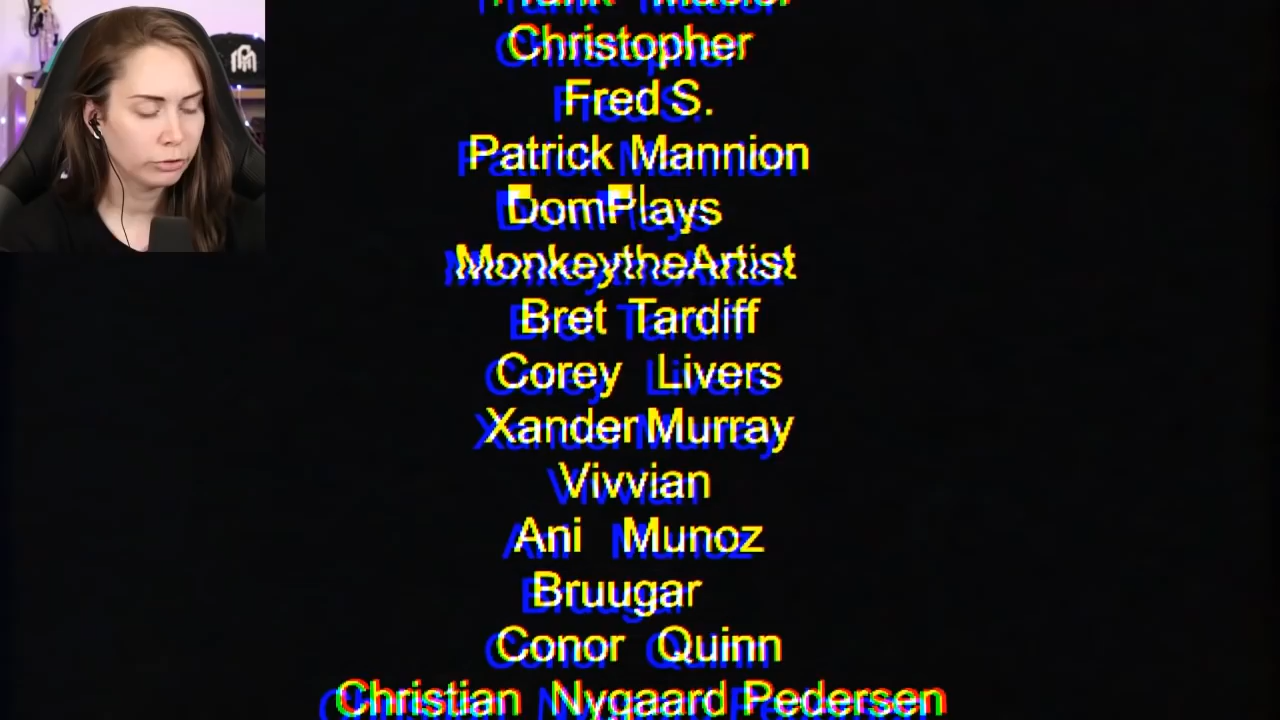 Christopher
Fred S.
Patrick Mannion
DomPlays
MonkeytheArtist
Bret Tardiff
Corey Livers
Xander Murray
Vivvian
Ani Munoz
Bruugar
Conor Quinn
Christian Nygaard Pedersen